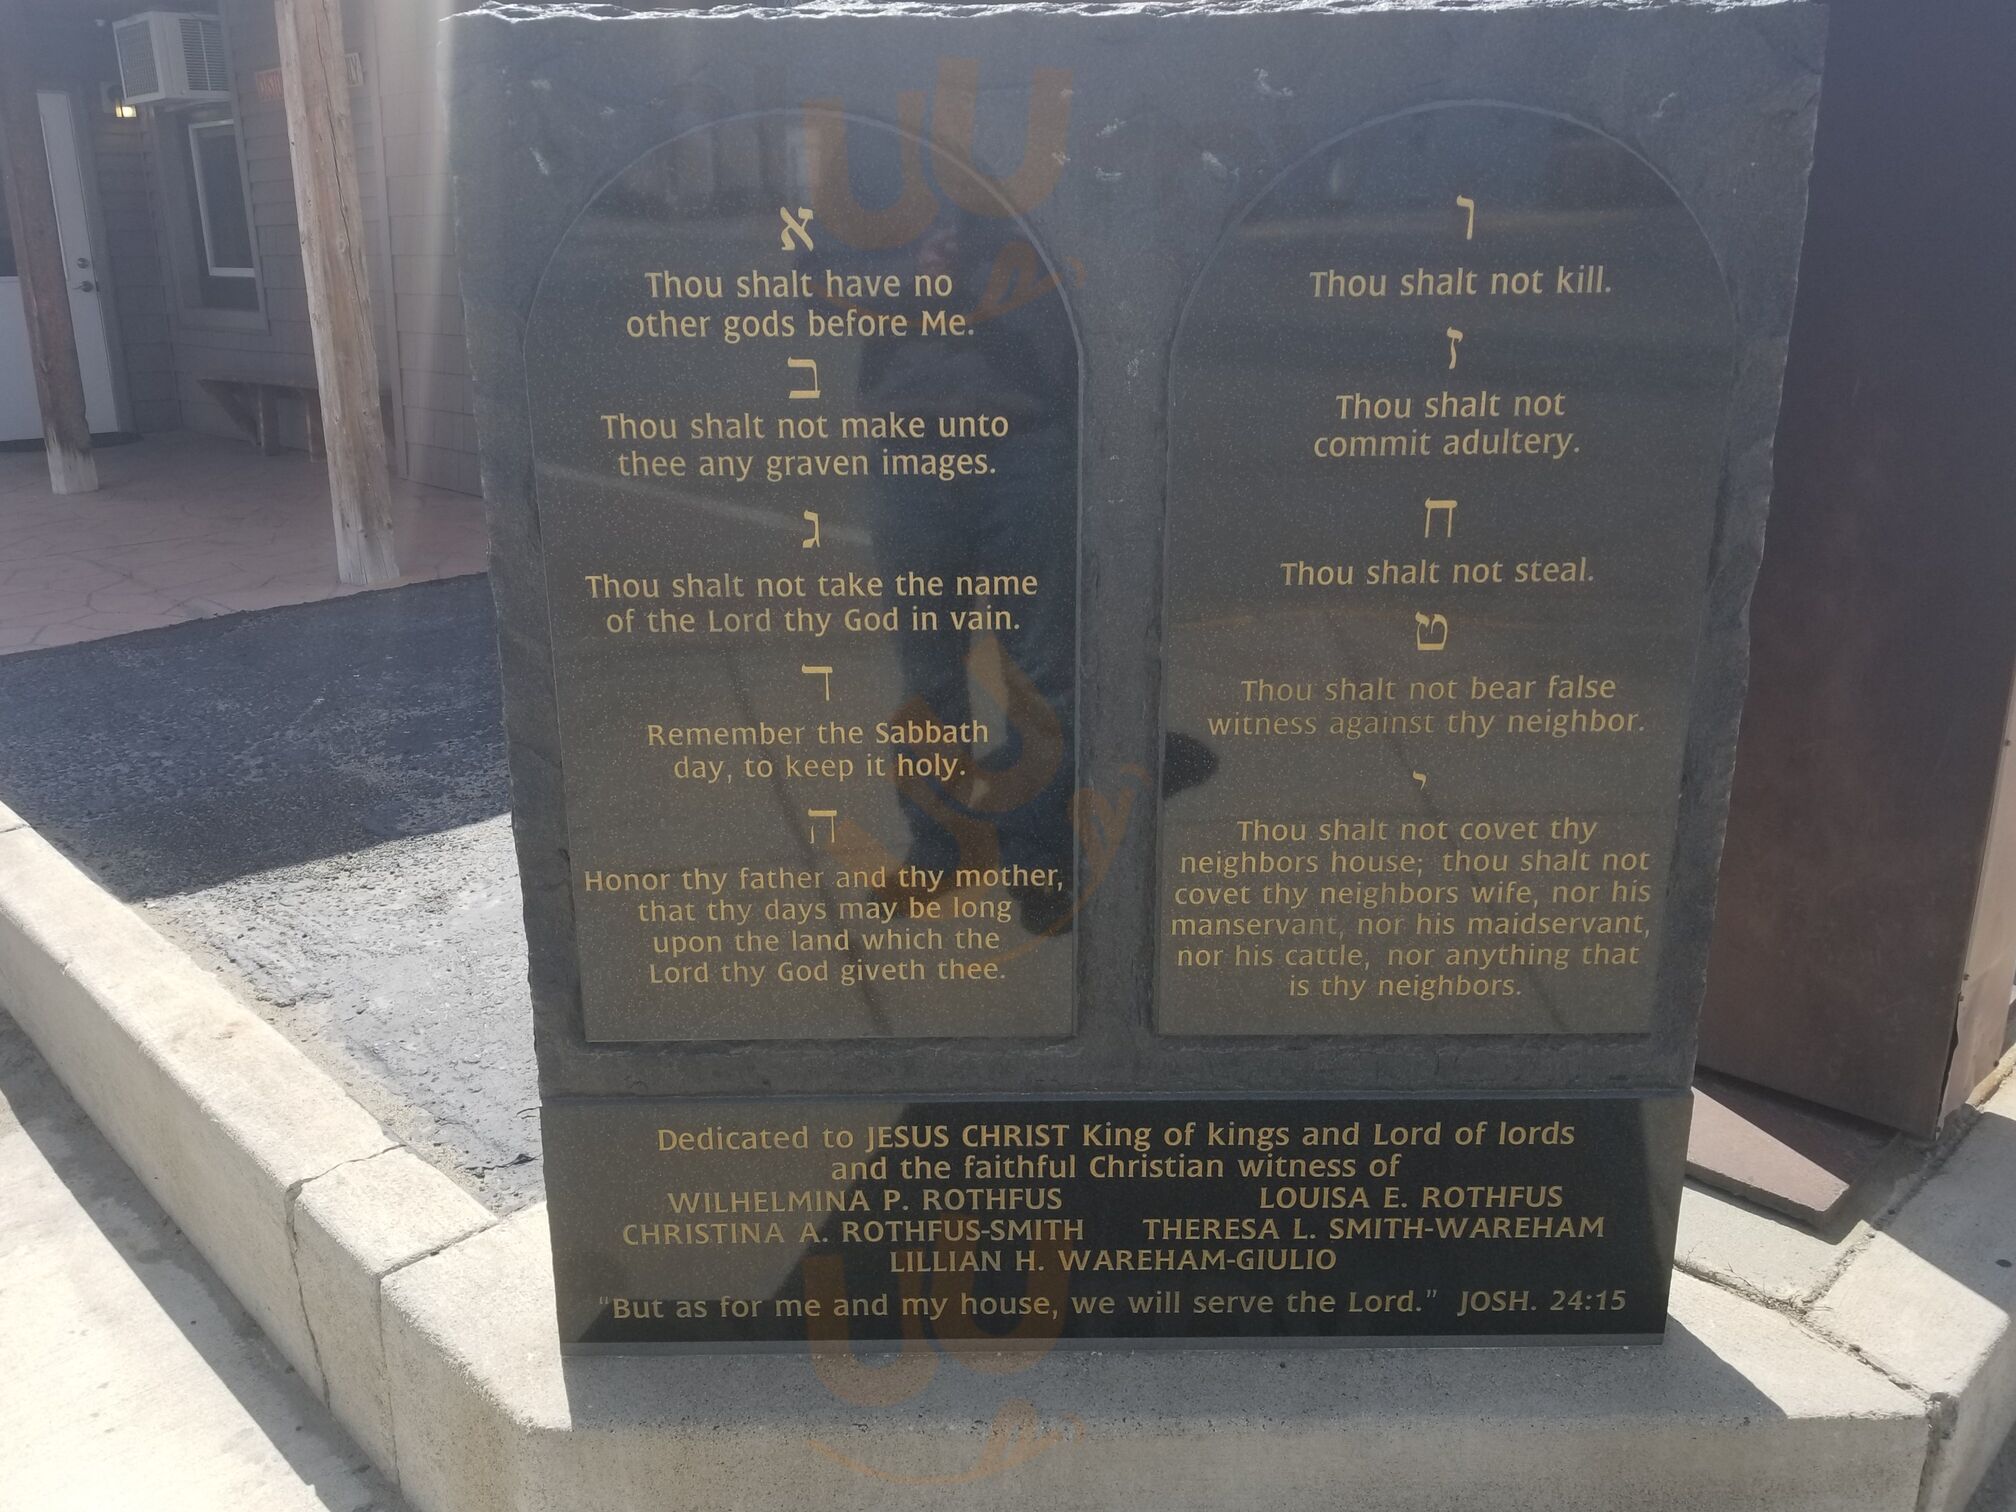 א
Thou shalt have no
other gods before Me.
ב
Thou shalt not make unto
thee any graven images.
ג
Thou shalt not take the name
of the Lord thy God in vain.
ד
Remember the Sabbath
day, to keep it holy.
ה
Honor thy father and thy mother,
that thy days may be long
upon the land which the
Lord thy God giveth thee.
ו
Thou shalt not kill.
ז
Thou shalt not
commit adultery.
ח
Thou shalt not steal.
ט
Thou shalt not bear false
witness against thy neighbor.
י
Thou shalt not covet thy
neighbors house; thou shalt not
covet thy neighbors wife, nor his
manservant, nor his maidservant,
nor his cattle, nor anything that
is thy neighbors.
Dedicated to JESUS CHRIST King of kings and Lord of lords
and the faithful Christian witness of
WILHELMINA P. ROTHFUS LOUISA E. ROTHFUS
CHRISTINA A. ROTHFUS-SMITH THERESA L. SMITH-WAREHAM
LILLIAN H. WAREHAM-GIULIO
"But as for me and my house, we will serve the Lord." JOSH. 24:15